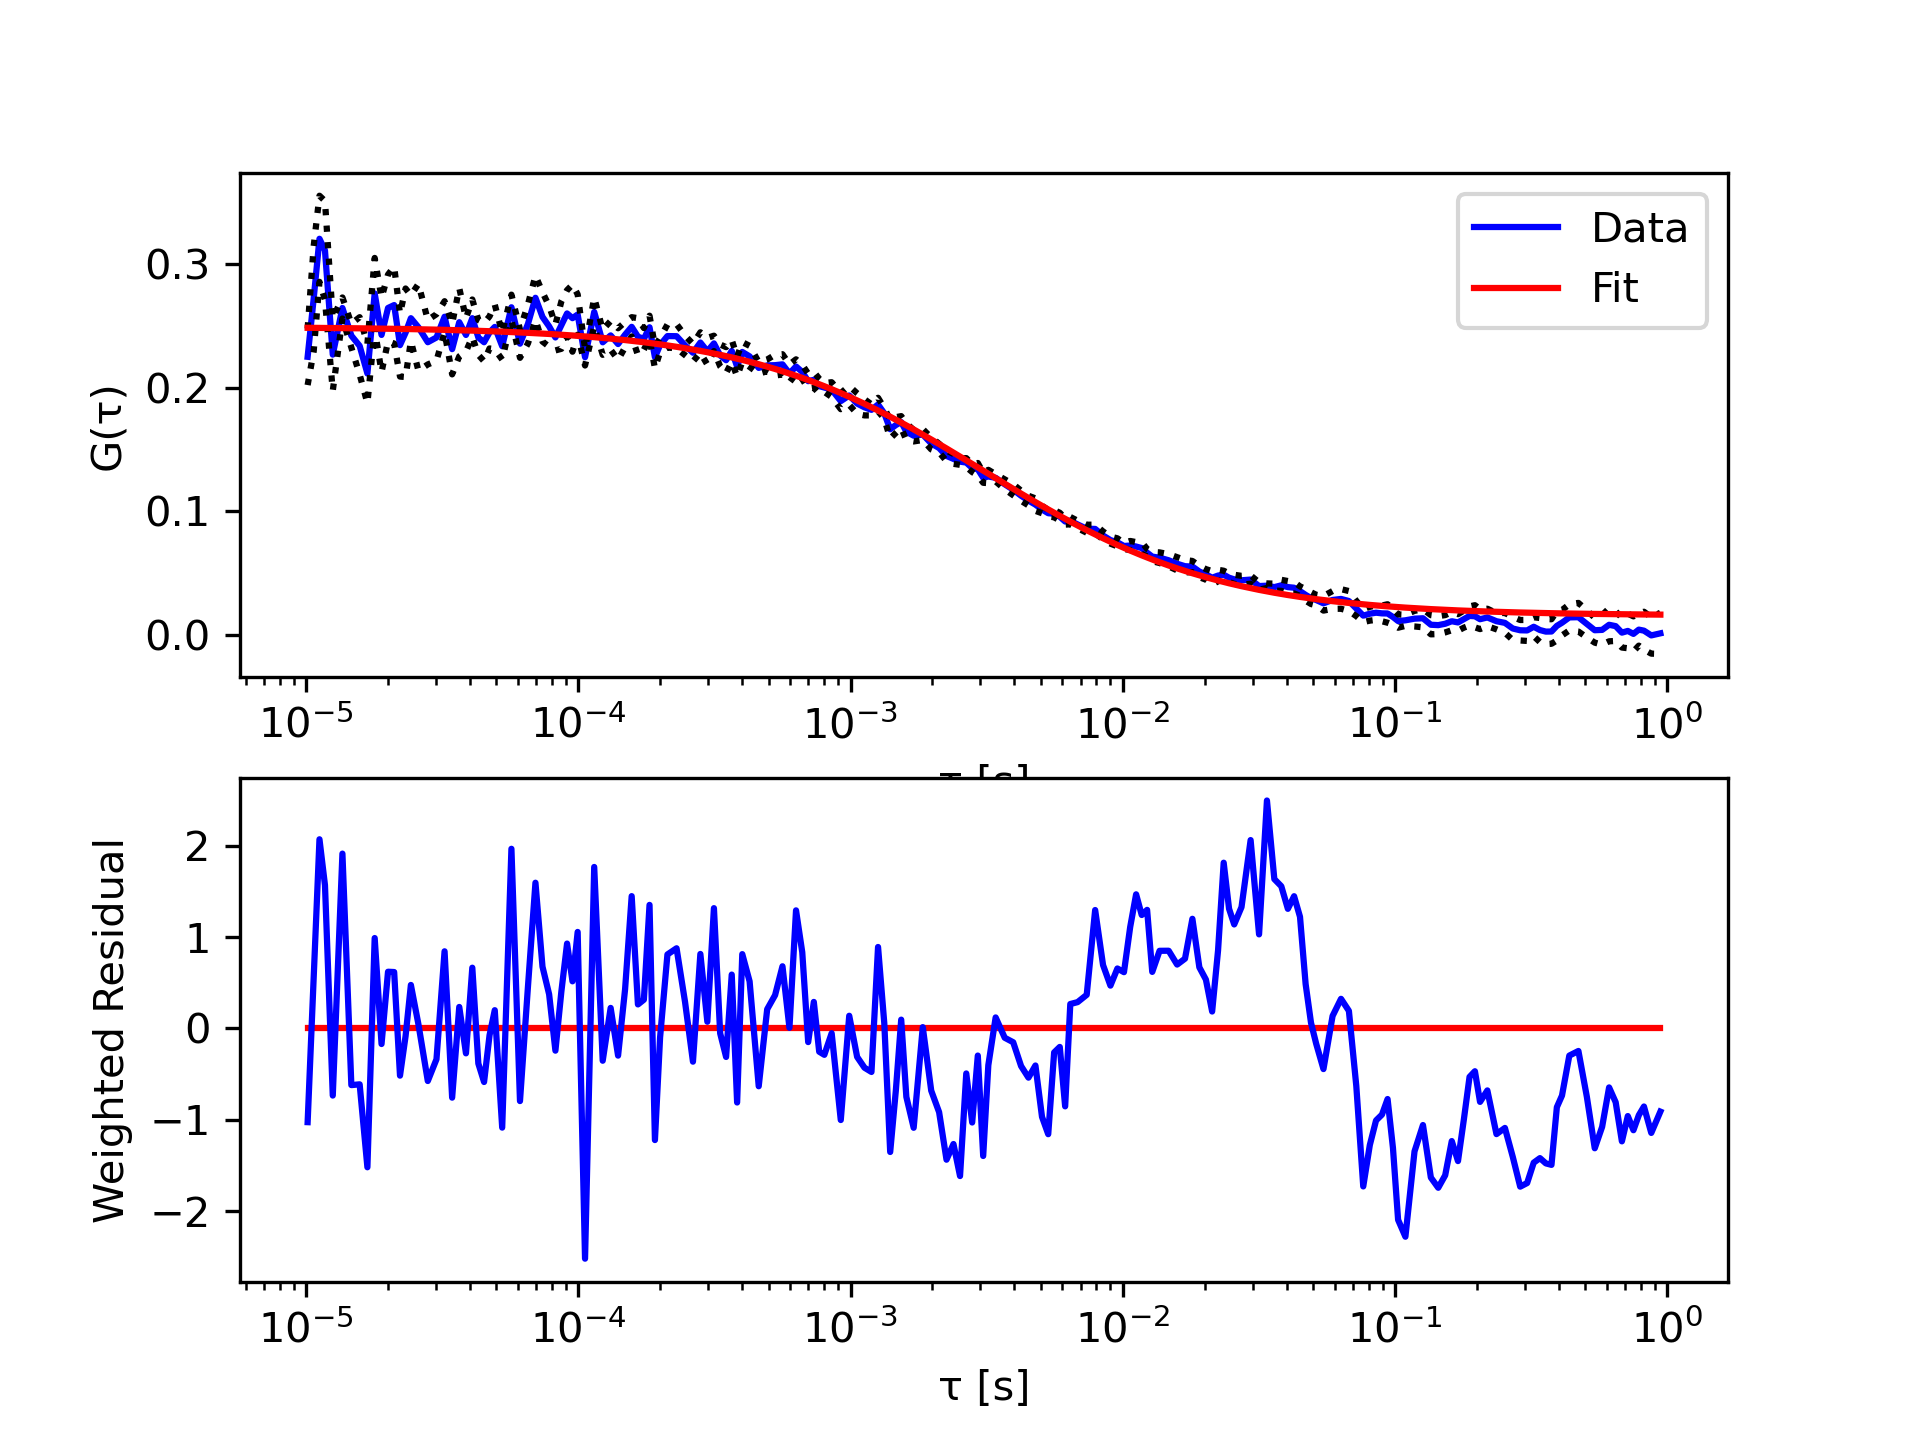 G(τ)
0.3
0.2
0.1
0.0
Data
Fit
10⁻⁵ 10⁻⁴ 10⁻³ 10⁻² 10⁻¹ 10⁰
τ [s]
Weighted Residual
2
1
0
−1
−2
10⁻⁵ 10⁻⁴ 10⁻³ 10⁻² 10⁻¹ 10⁰
τ [s]